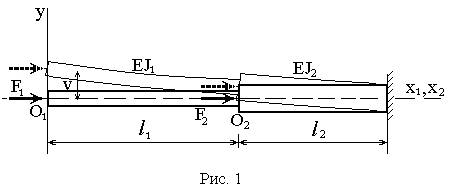 y
EJ₁ EJ₂
F₁ v x₁,x₂
O₁ F₂ O₂
l₁ l₂
Рис. 1